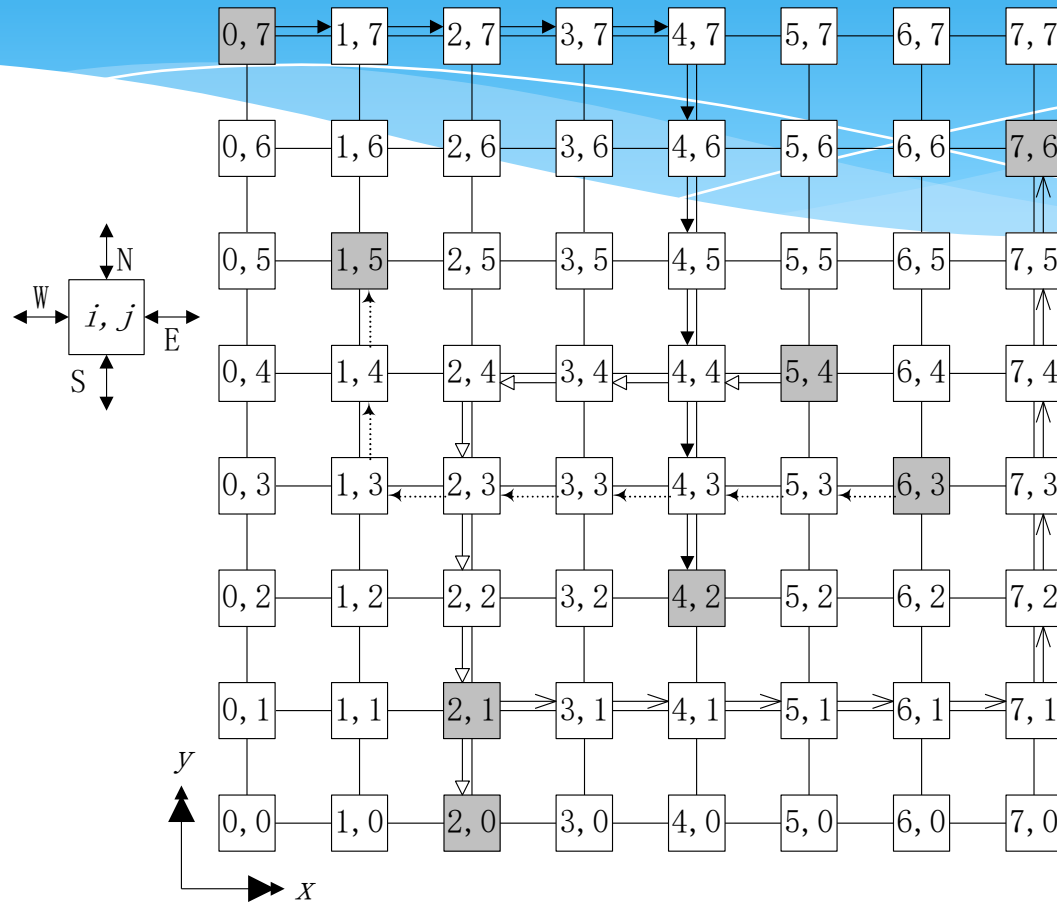 0,7 1,7 2,7 3,7 4,7 5,7 6,7 7,7
0,6 1,6 2,6 3,6 4,6 5,6 6,6 7,6
N
0,5 1,5 2,5 3,5 4,5 5,5 6,5 7,5
W
i,j
E
S
0,4 1,4 2,4 3,4 4,4 5,4 6,4 7,4
0,3 1,3 2,3 3,3 4,3 5,3 6,3 7,3
0,2 1,2 2,2 3,2 4,2 5,2 6,2 7,2
0,1 1,1 2,1 3,1 4,1 5,1 6,1 7,1
y
0,0 1,0 2,0 3,0 4,0 5,0 6,0 7,0
x